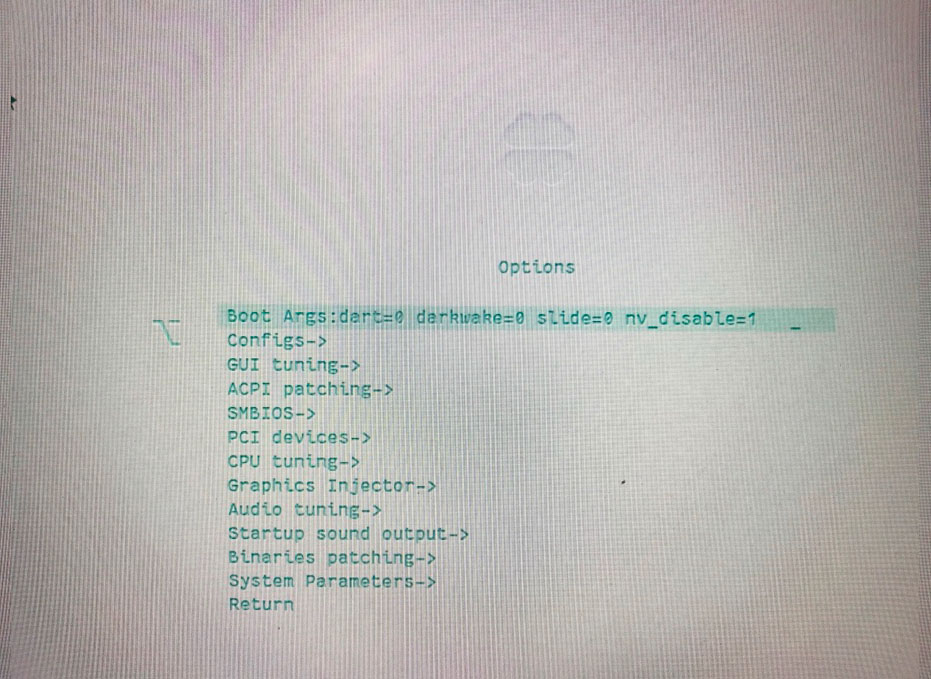 Options
Boot Args:dart=0 darkwake=0 slide=0 nv_disable=1 _
Configs->
GUI tuning->
ACPI patching->
SMBIOS->
PCI devices->
CPU tuning->
Graphics Injector->
Audio tuning->
Startup sound output->
Binaries patching->
System Parameters->
Return